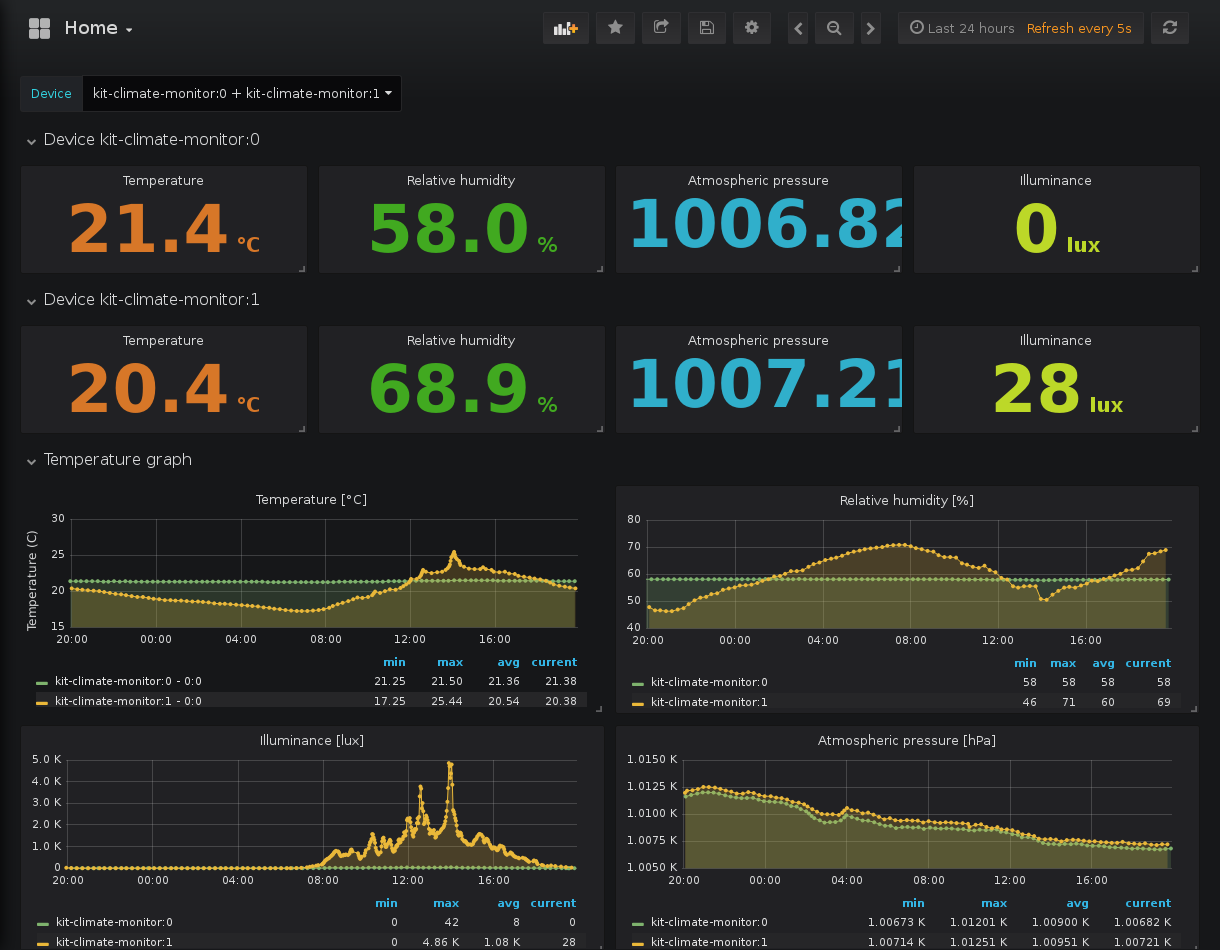 Home
Last 24 hours Refresh every 5s
Device kit-climate-monitor:0 + kit-climate-monitor:1
Device kit-climate-monitor:0
Temperature Relative humidity Atmospheric pressure Illuminance
21.4 °C 58.0 % 1006.82 0 lux
Device kit-climate-monitor:1
Temperature Relative humidity Atmospheric pressure Illuminance
20.4 °C 68.9 % 1007.21 28 lux
Temperature graph
Temperature [°C]
Temperature (C)
30
25
20
15
20:00 00:00 04:00 08:00 12:00 16:00
min max avg current
kit-climate-monitor:0 - 0:0 21.25 21.50 21.36 21.38
kit-climate-monitor:1 - 0:0 17.25 25.44 20.54 20.38
Relative humidity [%]
80
70
60
50
40
20:00 00:00 04:00 08:00 12:00 16:00
min max avg current
kit-climate-monitor:0 58 58 58 58
kit-climate-monitor:1 46 71 60 69
Illuminance [lux]
5.0 K
4.0 K
3.0 K
2.0 K
1.0 K
0
20:00 00:00 04:00 08:00 12:00 16:00
min max avg current
kit-climate-monitor:0 0 42 8 0
kit-climate-monitor:1 0 4.86 K 1.08 K 28
Atmospheric pressure [hPa]
1.0150 K
1.0125 K
1.0100 K
1.0075 K
1.0050 K
20:00 00:00 04:00 08:00 12:00 16:00
min max avg current
kit-climate-monitor:0 1.00673 K 1.01201 K 1.00900 K 1.00682 K
kit-climate-monitor:1 1.00714 K 1.01251 K 1.00951 K 1.00721 K